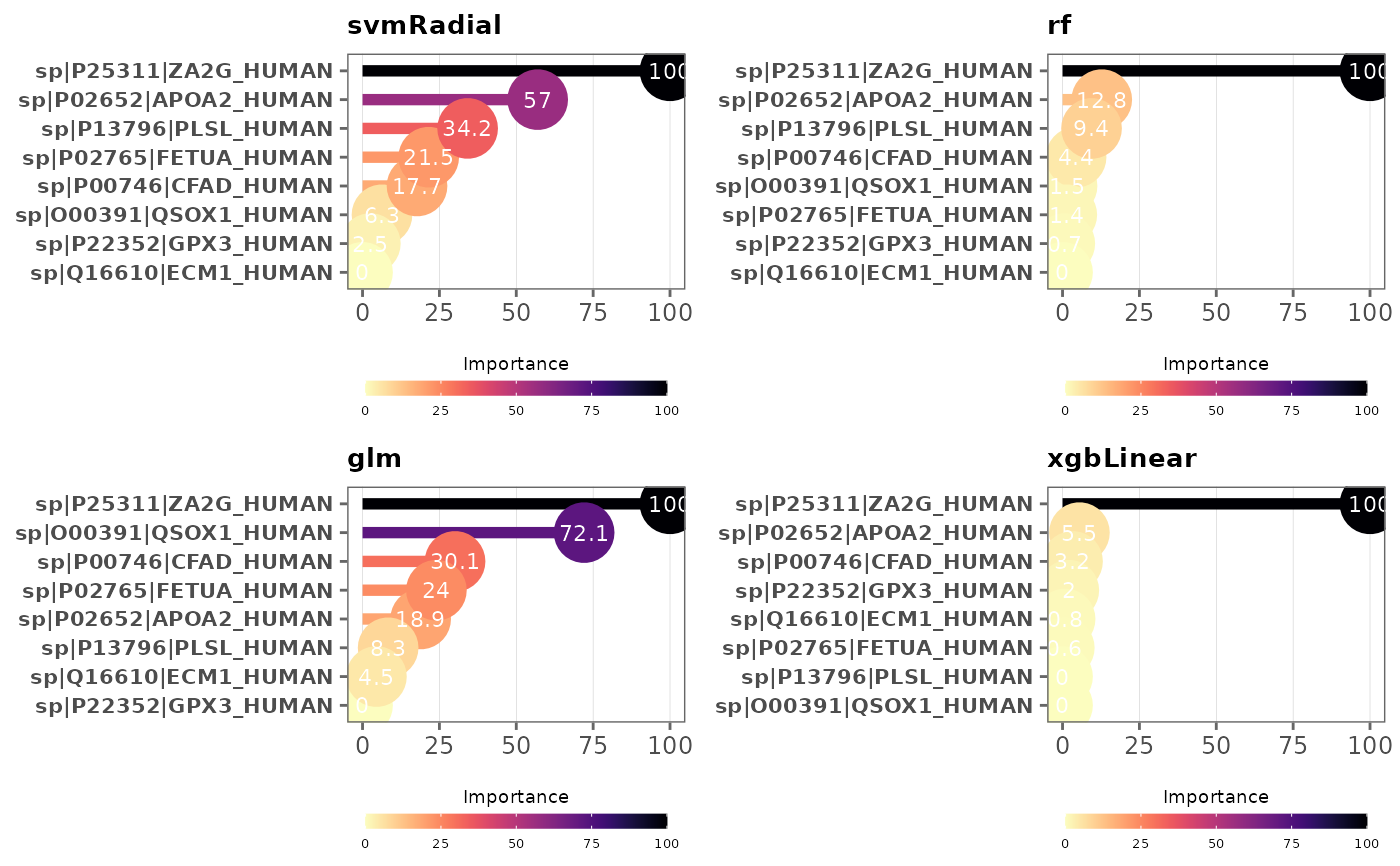 svmRadial
sp|P25311|ZA2G_HUMAN 100
sp|P02652|APOA2_HUMAN 57
sp|P13796|PLSL_HUMAN 34.2
sp|P02765|FETUA_HUMAN 21.5
sp|P00746|CFAD_HUMAN 17.7
sp|O00391|QSOX1_HUMAN 6.3
sp|P22352|GPX3_HUMAN 2.5
sp|Q16610|ECM1_HUMAN 0
0 25 50 75 100
Importance
0 25 50 75 100
rf
sp|P25311|ZA2G_HUMAN 100
sp|P02652|APOA2_HUMAN 12.8
sp|P13796|PLSL_HUMAN 9.4
sp|P00746|CFAD_HUMAN 4.4
sp|O00391|QSOX1_HUMAN 1.5
sp|P02765|FETUA_HUMAN 1.4
sp|P22352|GPX3_HUMAN 0.7
sp|Q16610|ECM1_HUMAN 0
0 25 50 75 100
Importance
0 25 50 75 100
glm
sp|P25311|ZA2G_HUMAN 100
sp|O00391|QSOX1_HUMAN 72.1
sp|P00746|CFAD_HUMAN 30.1
sp|P02765|FETUA_HUMAN 24
sp|P02652|APOA2_HUMAN 18.9
sp|P13796|PLSL_HUMAN 8.3
sp|Q16610|ECM1_HUMAN 4.5
sp|P22352|GPX3_HUMAN 0
0 25 50 75 100
Importance
0 25 50 75 100
xgbLinear
sp|P25311|ZA2G_HUMAN 100
sp|P02652|APOA2_HUMAN 5.5
sp|P00746|CFAD_HUMAN 3.2
sp|P22352|GPX3_HUMAN 2
sp|Q16610|ECM1_HUMAN 0.8
sp|P02765|FETUA_HUMAN 0.6
sp|P13796|PLSL_HUMAN 0
sp|O00391|QSOX1_HUMAN 0
0 25 50 75 100
Importance
0 25 50 75 100